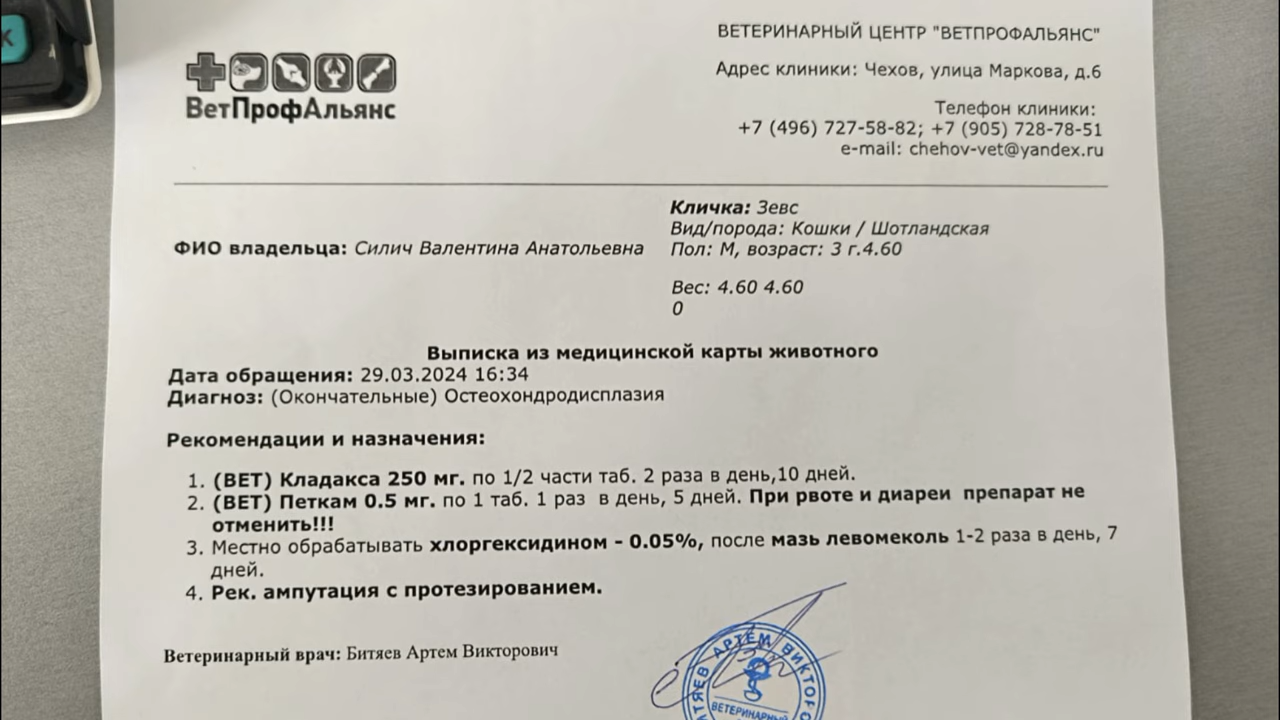 ВетПрофАльянс
ВЕТЕРИНАРНЫЙ ЦЕНТР "ВЕТПРОФАЛЬЯНС"
Адрес клиники: Чехов, улица Маркова, д.6
Телефон клиники:
+7 (496) 727-58-82; +7 (905) 728-78-51
e-mail: chehov-vet@yandex.ru
ФИО владельца: Силич Валентина Анатольевна
Кличка: Зевс
Вид/порода: Кошки / Шотландская
Пол: М, возраст: 3 г.4.60
Вес: 4.60 4.60
0
Выписка из медицинской карты животного
Дата обращения: 29.03.2024 16:34
Диагноз: (Окончательные) Остеохондродисплазия
Рекомендации и назначения:
1. (ВЕТ) Кладакса 250 мг. по 1/2 части таб. 2 раза в день,10 дней.
2. (ВЕТ) Петкам 0.5 мг. по 1 таб. 1 раз в день, 5 дней. При рвоте и диареи препарат не
отменить!!!
3. Местно обрабатывать хлоргексидином - 0.05%, после мазь левомеколь 1-2 раза в день, 7
дней.
4. Рек. ампутация с протезированием.
Ветеринарный врач: Битяев Артем Викторович
АРТЁМ
ВЕТЕРИНАРНЫЙ